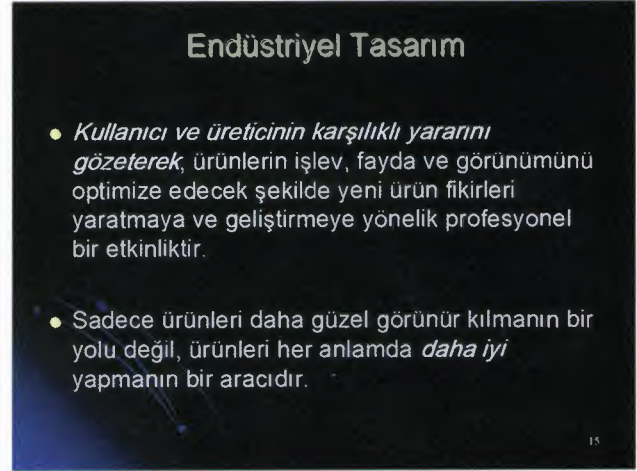 Endüstriyel Tasarım
● Kullanıcı ve üreticinin karşılıklı yararını
gözeterek, ürünlerin işlev, fayda ve görünümünü
optimize edecek şekilde yeni ürün fikirleri
yaratmaya ve geliştirmeye yönelik profesyonel
bir etkinliktir.
● Sadece ürünleri daha güzel görünür kılmanın bir
yolu değil, ürünleri her anlamda daha iyi
yapmanın bir aracıdır.
15